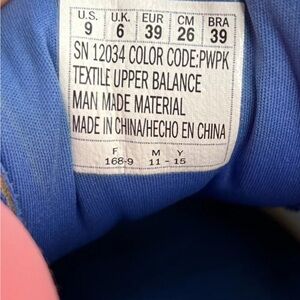 U.S. U.K. EUR CM BRA
9 6 39 26 39
SN 12034 COLOR CODE:PWPK
TEXTILE UPPER BALANCE
MAN MADE MATERIAL
MADE IN CHINA/HECHO EN CHINA
F M Y
168-9 11 - 15